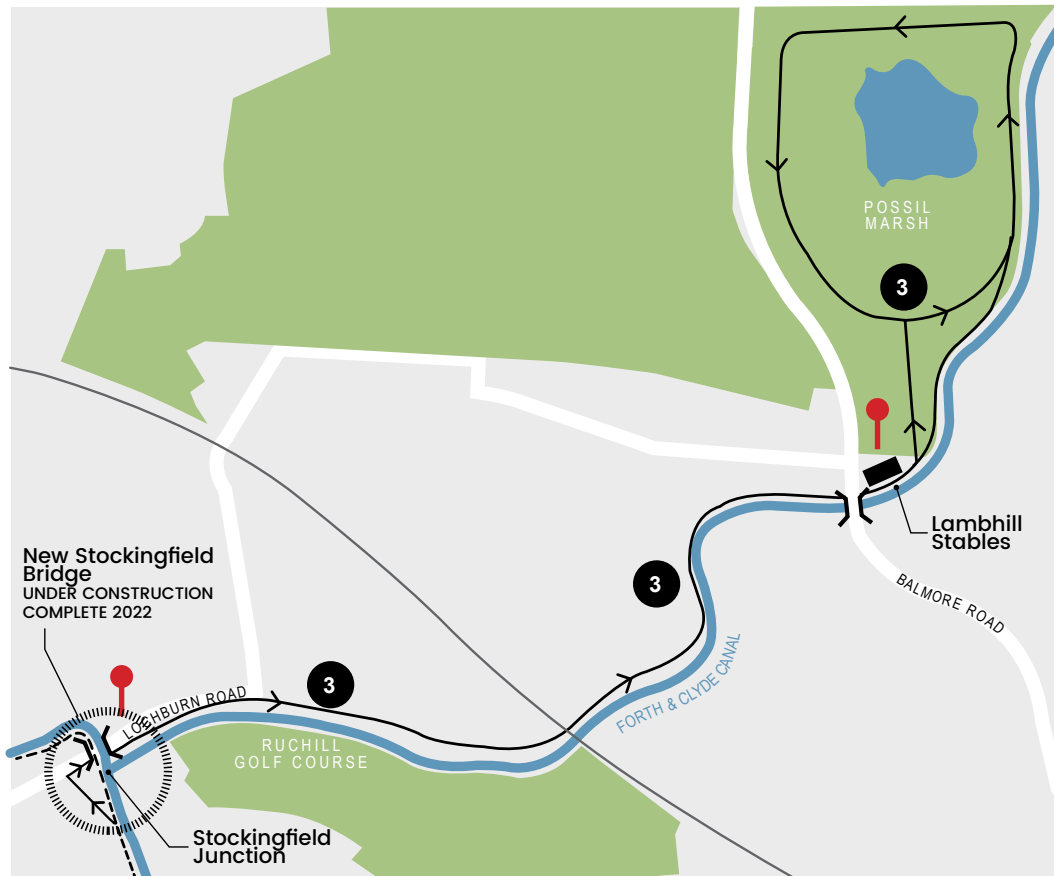 POSSIL
MARSH
3
Lambhill
Stables
3
BALMORE ROAD
New Stockingfield
Bridge
UNDER CONSTRUCTION
COMPLETE 2022
FORTH & CLYDE CANAL
3
LOCHBURN ROAD
RUCHILL
GOLF COURSE
Stockingfield
Junction